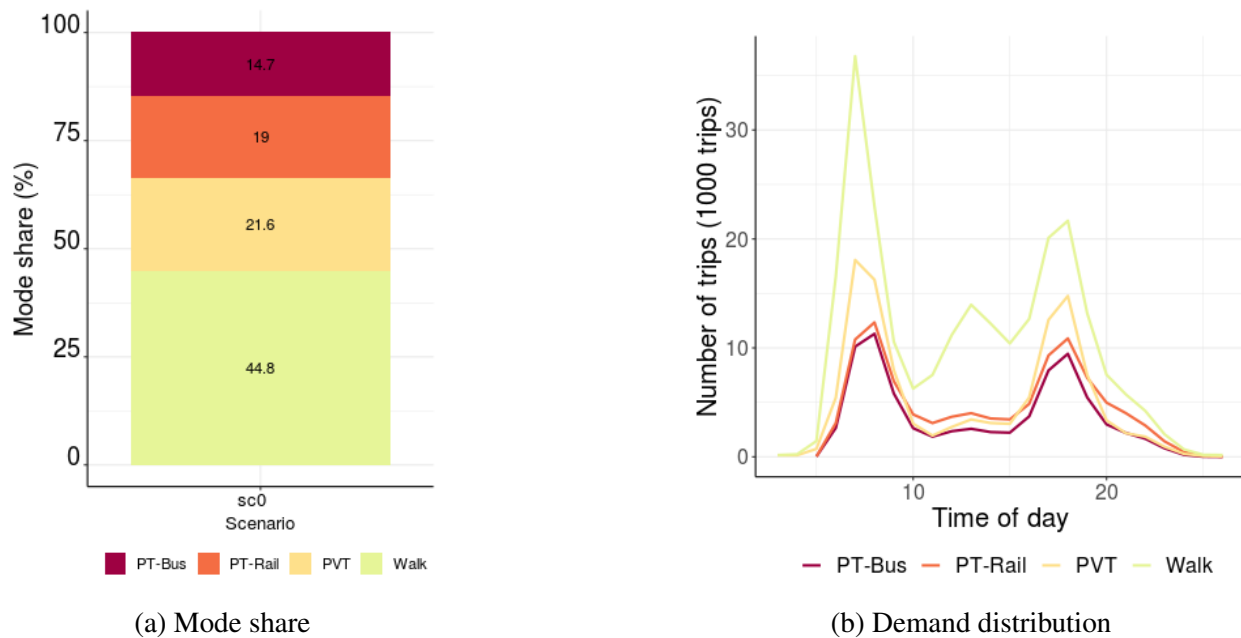 100
75
50
25
0
Mode share (%)
14.7
19
21.6
44.8
sc0
Scenario
PT-Bus PT-Rail PVT Walk
(a) Mode share
30
20
10
0
Number of trips (1000 trips)
10 20
Time of day
PT-Bus PT-Rail PVT Walk
(b) Demand distribution